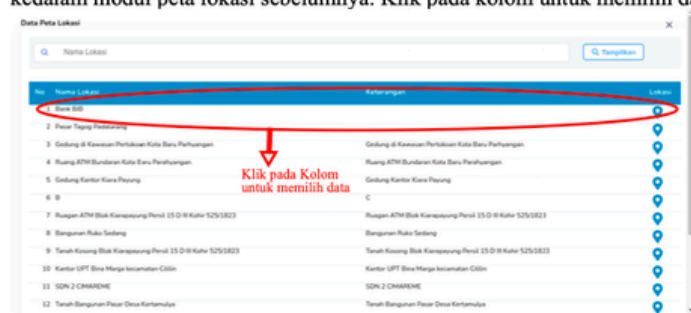 kedalam modul peta lokasi sebelumnya. Klik pada kolom untuk memilih da
Data Peta Lokasi
Nama Lokasi
Tampilkan
No Nama Lokasi Keterangan Lokasi
1 Bank BIB
2 Pasar Tagog Padalarang
3 Gedung di Kawasan Pertokoan Kota Baru Parhyangan Gedung di Kawasan Pertokoan Kota Baru Parhyangan
4 Ruang ATM Bundaran Kota Baru Parahyangan Ruang ATM Bundaran Kota Baru Parahyangan
Klik pada Kolom
untuk memilih data
5 Gedung Kantor Kiara Payung Gedung Kantor Kiara Payung
6 B C
7 Ruagan ATM Blok Kiarapayung Persil 15 D III Kohir 525/1823 Ruagan ATM Blok Kiarapayung Persil 15 D III Kohir 525/1823
8 Bangunan Ruko Sedang Bangunan Ruko Sedang
9 Tanah Kosong Blok Kiarapayung Persil 15 D III Kohir 525/1823 Tanah Kosong Blok Kiarapayung Persil 15 D III Kohir 525/1823
10 Kantor UPT Bina Marga kecamatan Cililin Kantor UPT Bina Marga kecamatan Cililin
11 SDN 2 CIMAREME SDN 2 CIMAREME
12 Tanah Bangunan Pasar Desa Kertamulya Tanah Bangunan Pasar Desa Kertamulya